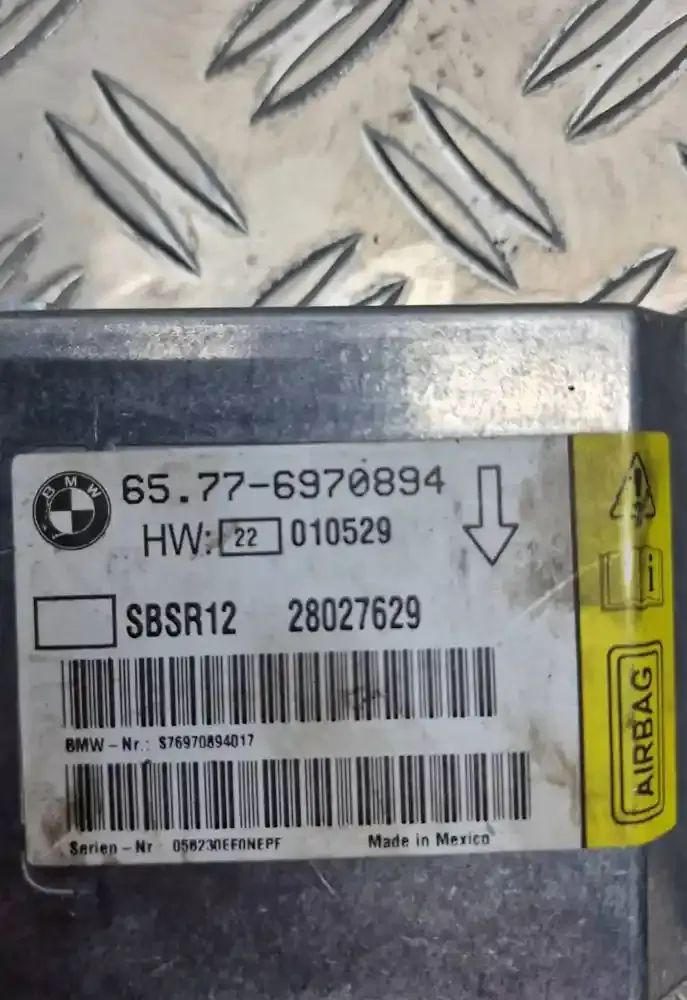 BMW
65.77-6970894
HW: 22 010529
SBSR12 28027629
BMW-Nr.: S76970894017
Serien-Nr 056230EF0NEPF
Made in Mexico
i
AIRBAG